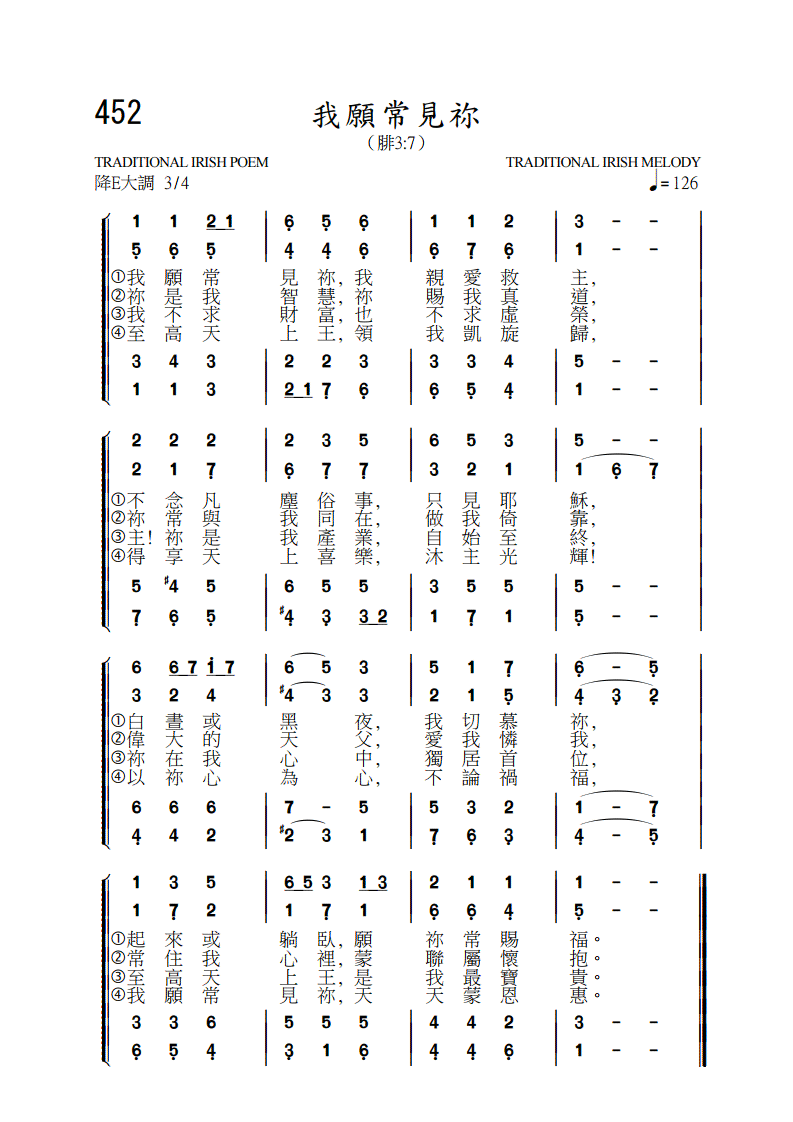 452
我願常見祢
（腓3:7）
TRADITIONAL IRISH POEM TRADITIONAL IRISH MELODY
降E大調 3/4 ♩= 126
1 1 2 1 | 6̣ 5̣ 6̣ | 1 1 2 | 3 - - |
5̣ 6̣ 5̣ | 4̣ 4̣ 6̣ | 6̣ 7̣ 6̣ | 1 - - |
①我 願 常 見 祢, 我 親 愛 救 主,
②祢 是 我 智 慧, 祢 賜 我 真 道,
③我 不 求 財 富, 也 不 求 虛 榮,
④至 高 天 上 王, 領 我 凱 旋 歸,
3 4 3 | 2 2 3 | 3 3 4 | 5 - - |
1 1 3 | 2 1 7̣ 6̣ | 6̣ 5̣ 4̣ | 1 - - |
2 2 2 | 2 3 5 | 6 5 3 | 5 - - |
2 1 7̣ | 6̣ 7̣ 7̣ | 3 2 1 | 1 6̣ 7̣ |
①不 念 凡 塵 俗 事, 只 見 耶 穌,
②祢 常 與 我 同 在, 做 我 倚 靠,
③主! 祢 是 我 產 業, 自 始 至 終,
④得 享 天 上 喜 樂, 沐 主 光 輝!
5 ♯4 5 | 6 5 5 | 3 5 5 | 5 - - |
7̣ 6̣ 5̣ | ♯4̣ 3̣ 3 2 | 1 7̣ 1 | 5̣ - - |
6 6 7 i 7 | 6 5 3 | 5 1 7̣ | 6̣ - 5̣ |
3 2 4 | ♯4 3 3 | 2 1 5̣ | 4̣ 3̣ 2̣ |
①白 晝 或 黑 夜, 我 切 慕 祢,
②偉 大 的 天 父, 愛 我 憐 我,
③祢 在 我 心 中, 獨 居 首 位,
④以 祢 心 為 心, 不 論 禍 福,
6 6 6 | 7 - 5 | 5 3 2 | 1 - 7̣ |
4̣ 4 2 | ♯2 3 1 | 7̣ 6̣ 3̣ | 4̣ - 5̣ |
1 3 5 | 6 5 3 1 3 | 2 1 1 | 1 - - |
1 7̣ 2 | 1 7̣ 1 | 6̣ 6̣ 4̣ | 5̣ - - |
①起 來 或 躺 臥, 願 祢 常 賜 福。
②常 住 我 心 裡, 蒙 聯 屬 懷 抱。
③至 高 天 上 王, 是 我 最 寶 貴。
④我 願 常 見 祢, 天 天 蒙 恩 惠。
3 3 6 | 5 5 5 | 4 4 2 | 3 - - |
6̣ 5̣ 4̣ | 3̣ 1 6̣ | 4̣ 4̣ 6̣ | 1 - - |